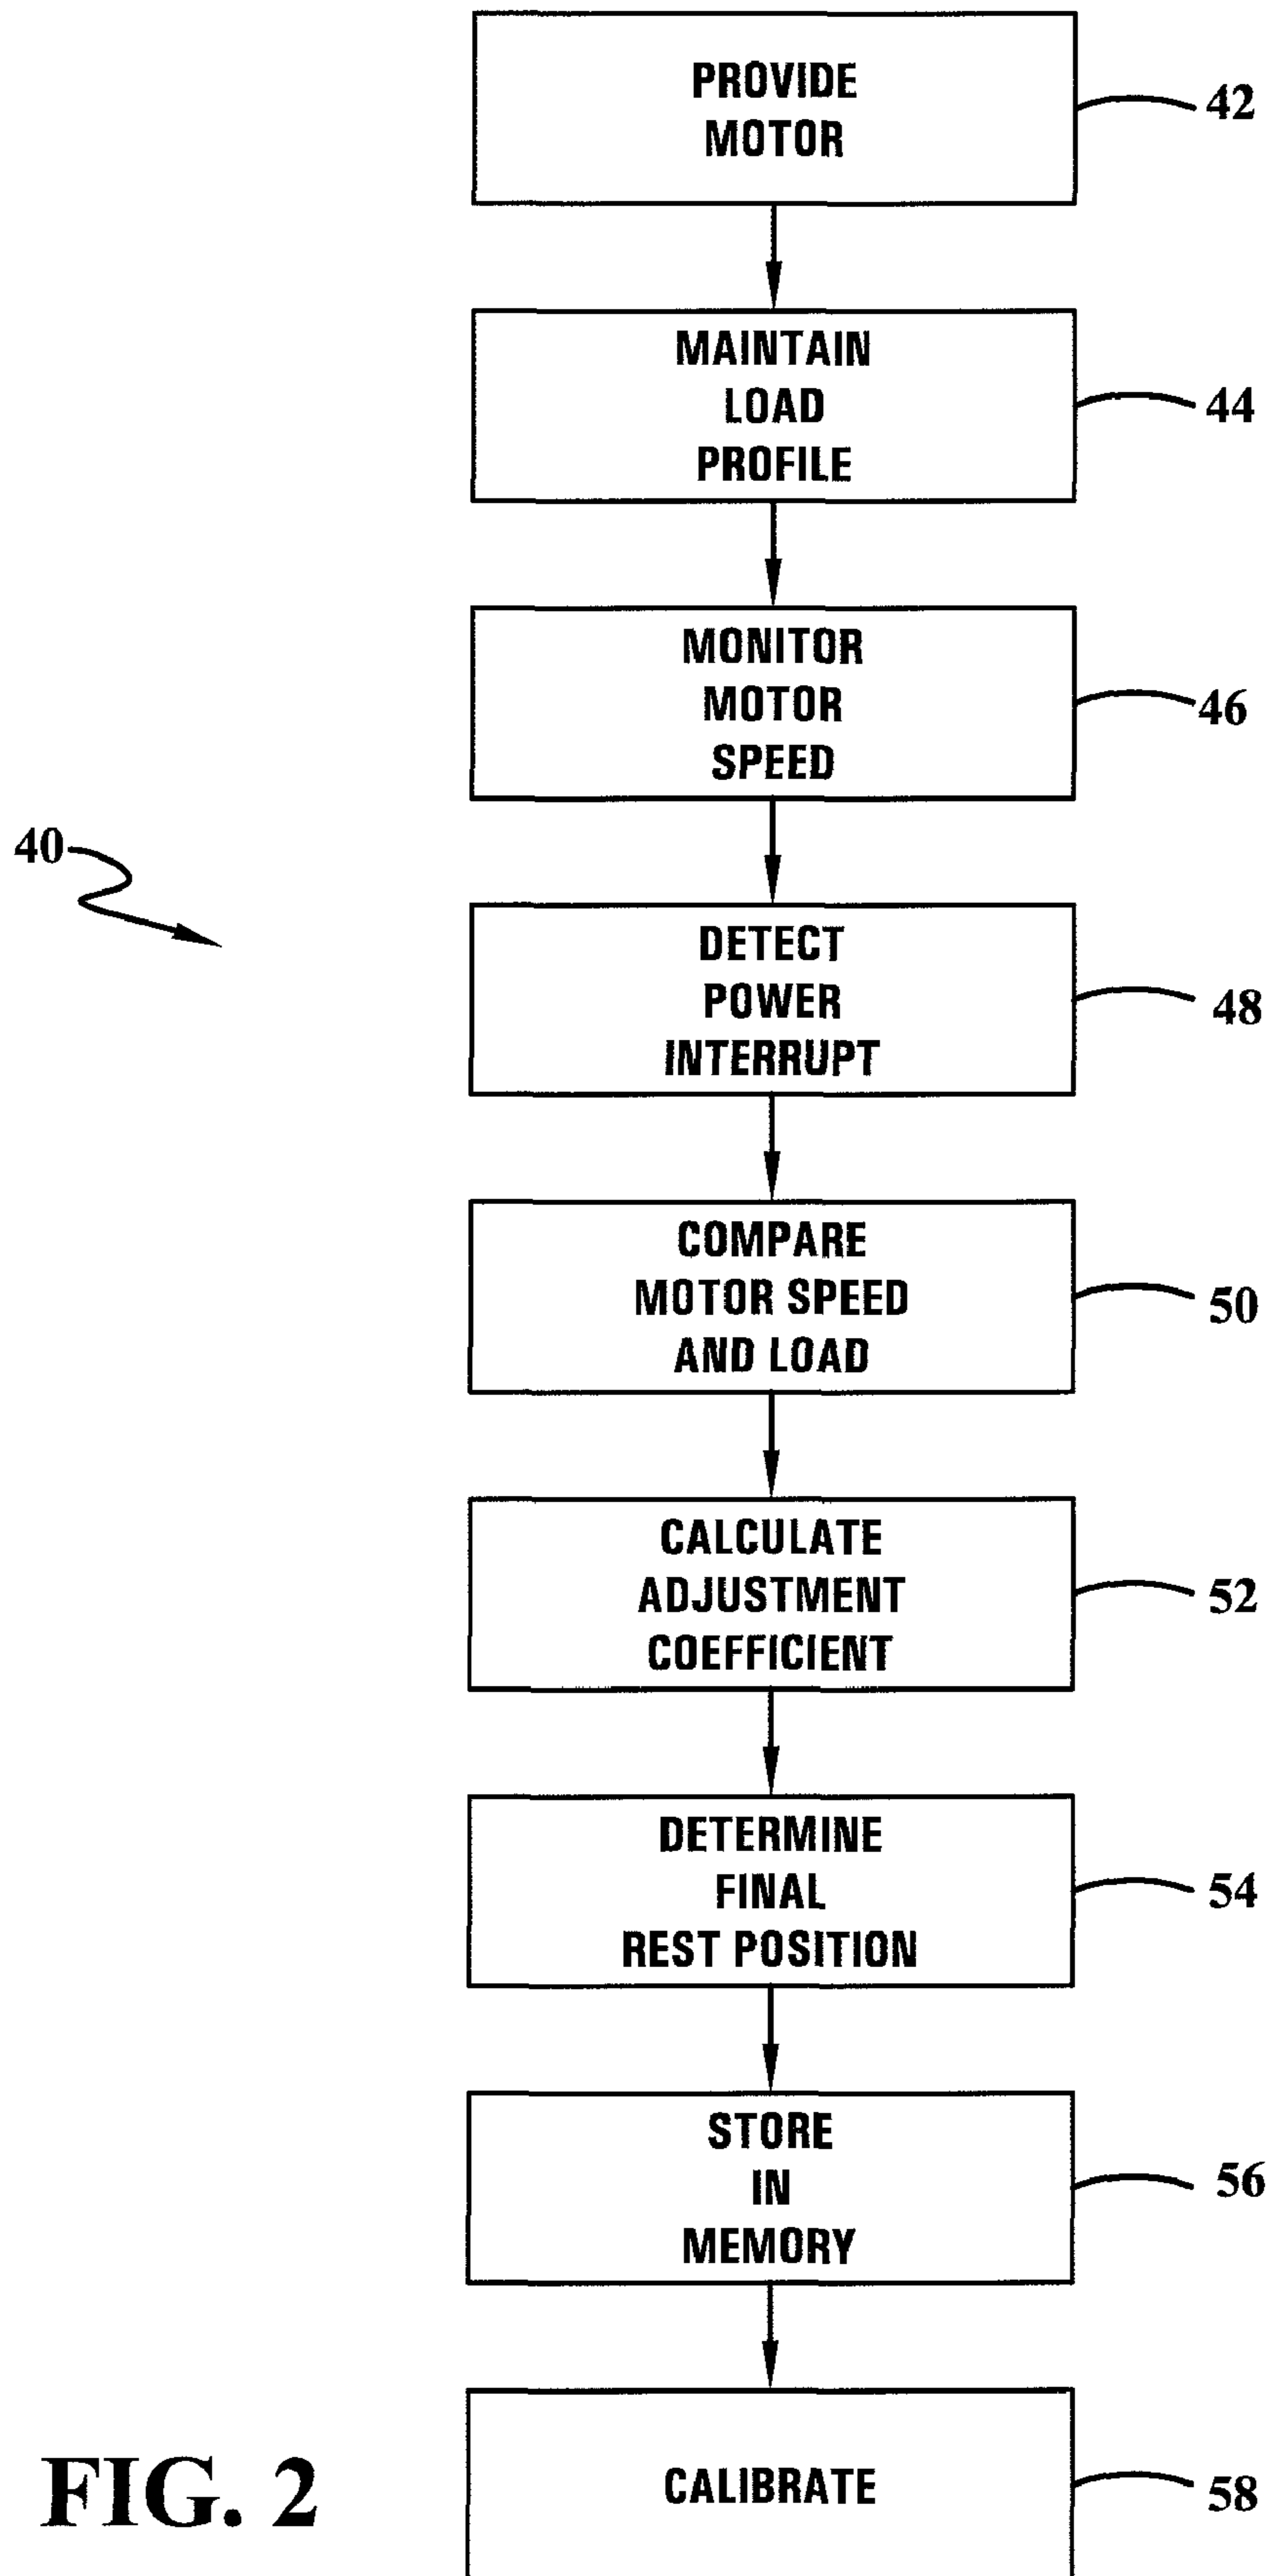 PROVIDE
MOTOR
42
MAINTAIN
LOAD
PROFILE
44
MONITOR
MOTOR
SPEED
46
40
DETECT
POWER
INTERRUPT
48
COMPARE
MOTOR SPEED
AND LOAD
50
CALCULATE
ADJUSTMENT
COEFFICIENT
52
DETERMINE
FINAL
REST POSITION
54
STORE
IN
MEMORY
56
CALIBRATE
58
FIG. 2